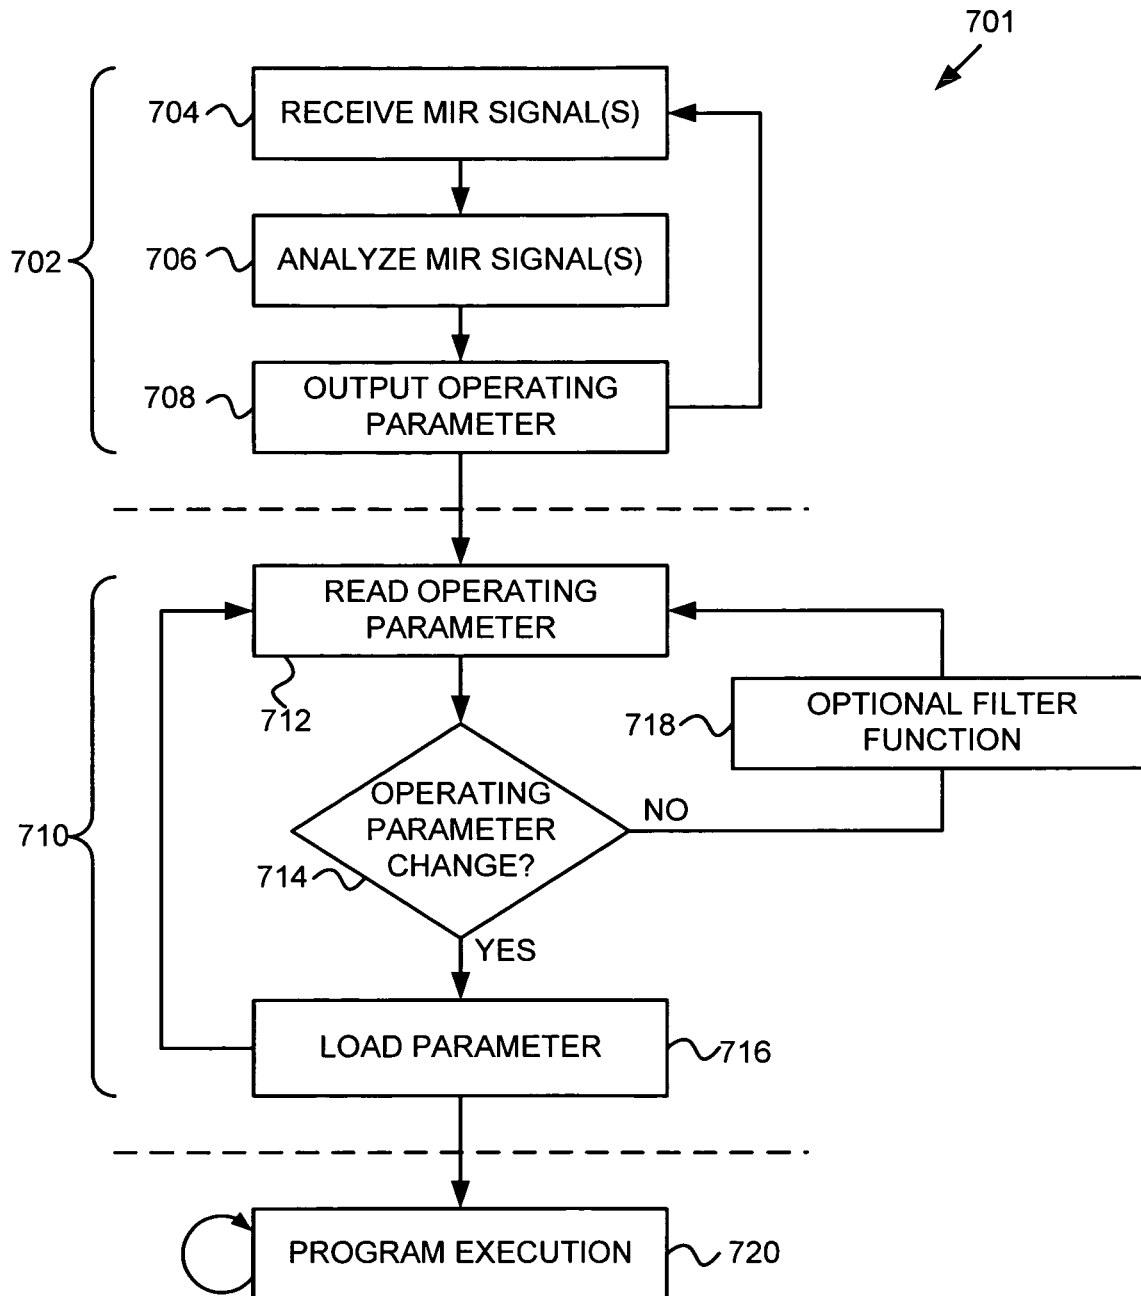 701
704
RECEIVE MIR SIGNAL(S)
702
706
ANALYZE MIR SIGNAL(S)
708
OUTPUT OPERATING
PARAMETER
READ OPERATING
PARAMETER
712
718
OPTIONAL FILTER
FUNCTION
710
OPERATING
PARAMETER
CHANGE?
NO
714
YES
LOAD PARAMETER
716
PROGRAM EXECUTION
720